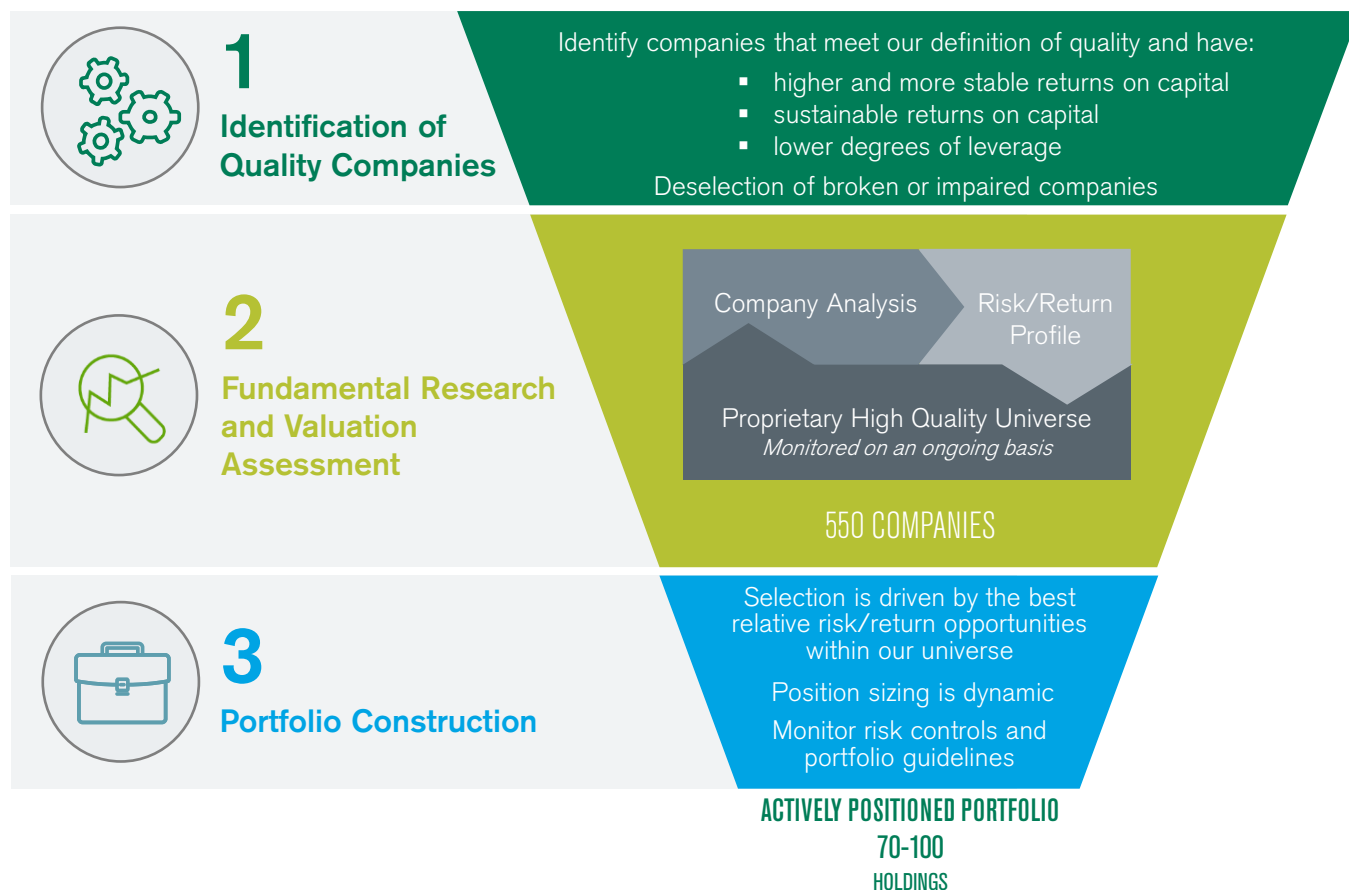 1
Identification of
Quality Companies
Identify companies that meet our definition of quality and have:
▪ higher and more stable returns on capital
▪ sustainable returns on capital
▪ lower degrees of leverage
Deselection of broken or impaired companies
2
Fundamental Research
and Valuation
Assessment
Company Analysis
Risk/Return
Profile
Proprietary High Quality Universe
Monitored on an ongoing basis
550 COMPANIES
3
Portfolio Construction
Selection is driven by the best
relative risk/return opportunities
within our universe
Position sizing is dynamic
Monitor risk controls and
portfolio guidelines
ACTIVELY POSITIONED PORTFOLIO
70-100
HOLDINGS